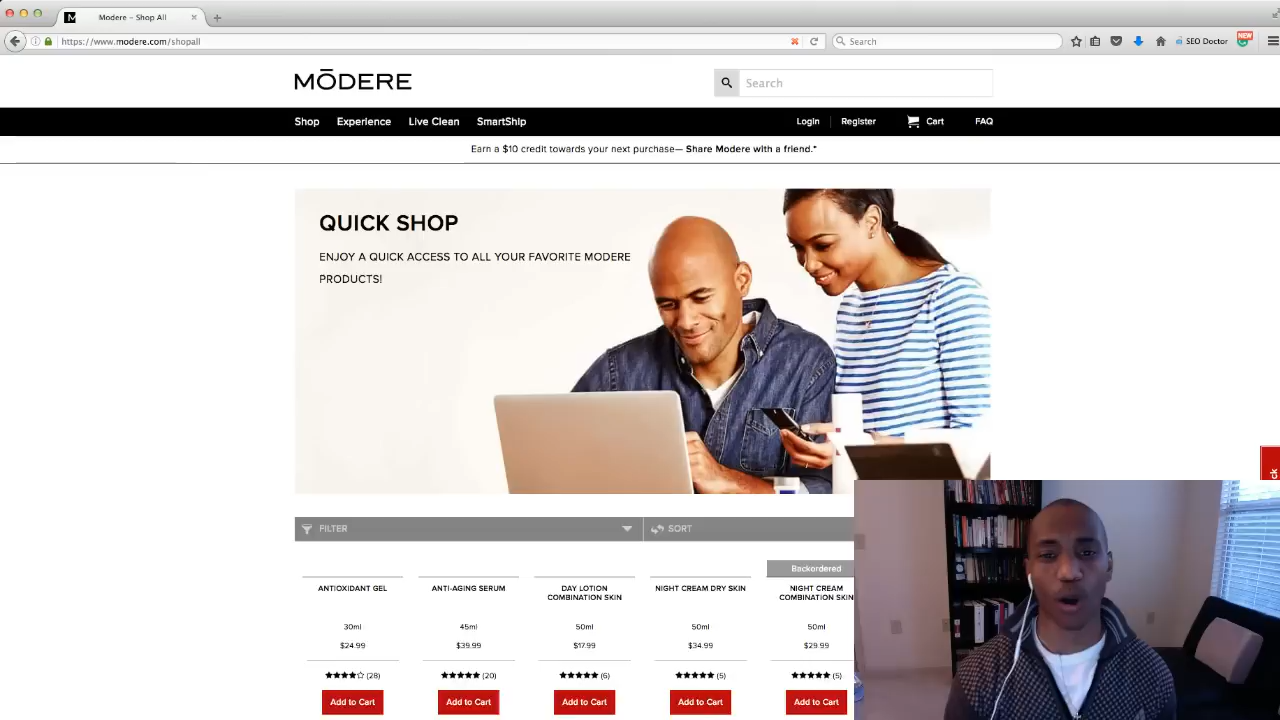 Modere – Shop All
https://www.modere.com/shopall
Search
SEO Doctor
NEW
MŌDERE
Search
Shop Experience Live Clean SmartShip
Login Register Cart FAQ
Earn a $10 credit towards your next purchase— Share Modere with a friend.*
QUICK SHOP
ENJOY A QUICK ACCESS TO ALL YOUR FAVORITE MODERE
PRODUCTS!
FILTER
SORT
ANTIOXIDANT GEL
30ml
$24.99
(28)
Add to Cart
ANTI-AGING SERUM
45ml
$39.99
(20)
Add to Cart
DAY LOTION
COMBINATION SKIN
50ml
$17.99
(6)
Add to Cart
NIGHT CREAM DRY SKIN
50ml
$34.99
(5)
Add to Cart
Backordered
NIGHT CREAM
COMBINATION SKIN
50ml
$29.99
(5)
Add to Cart